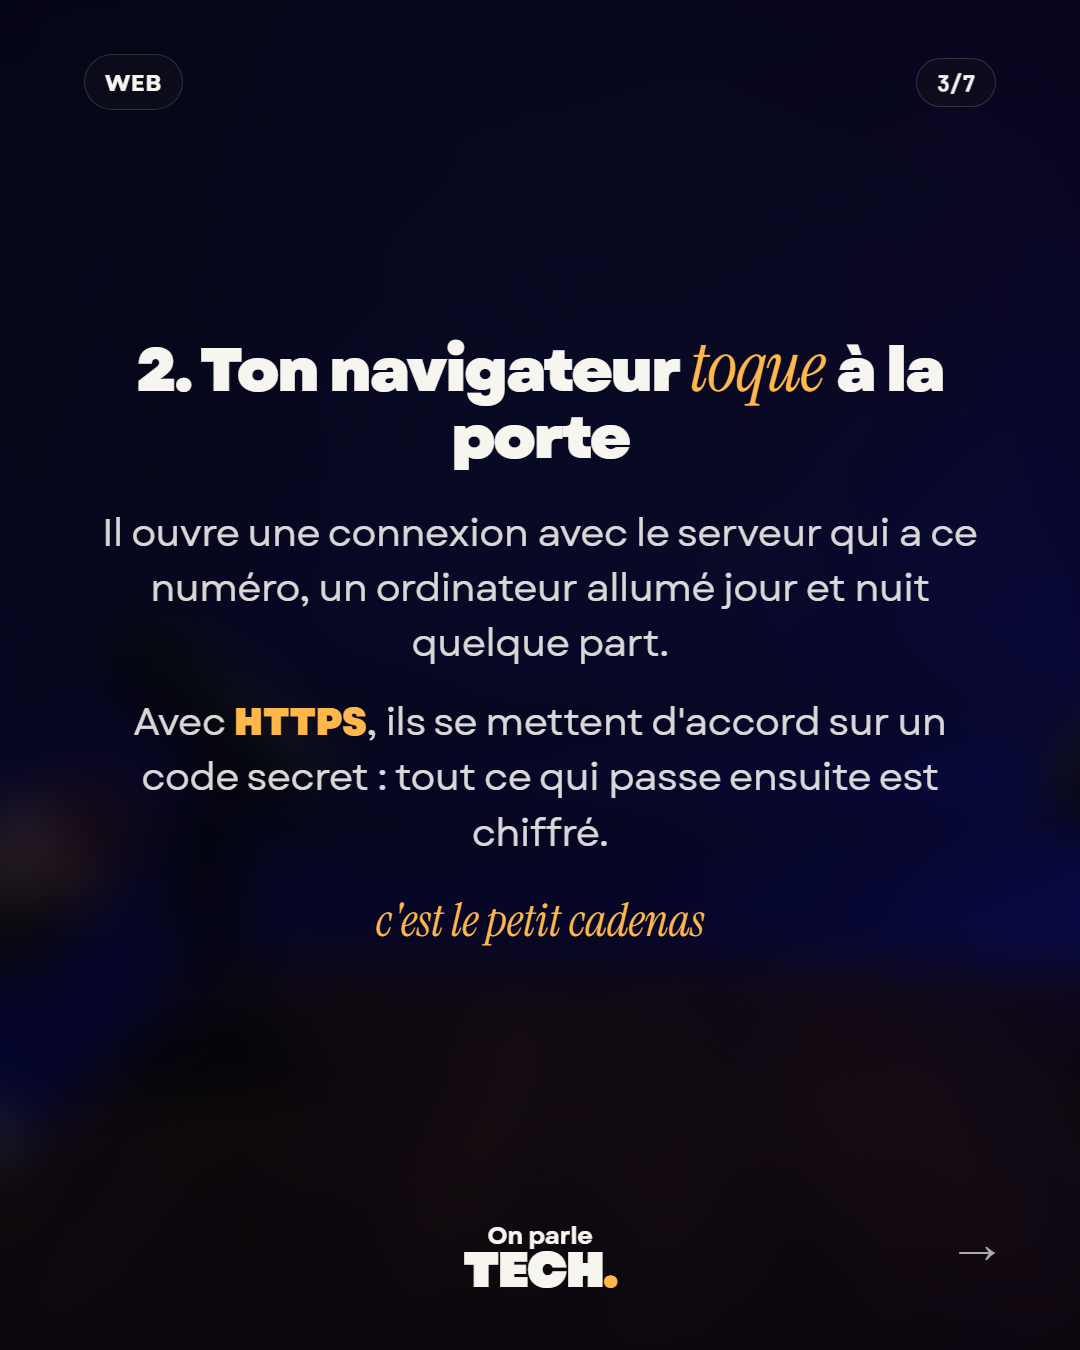 WEB
3/7
2. Ton navigateur toque à la
porte
Il ouvre une connexion avec le serveur qui a ce
numéro, un ordinateur allumé jour et nuit
quelque part.
Avec HTTPS, ils se mettent d'accord sur un
code secret : tout ce qui passe ensuite est
chiffré.
c'est le petit cadenas
On parle
TECH.
→